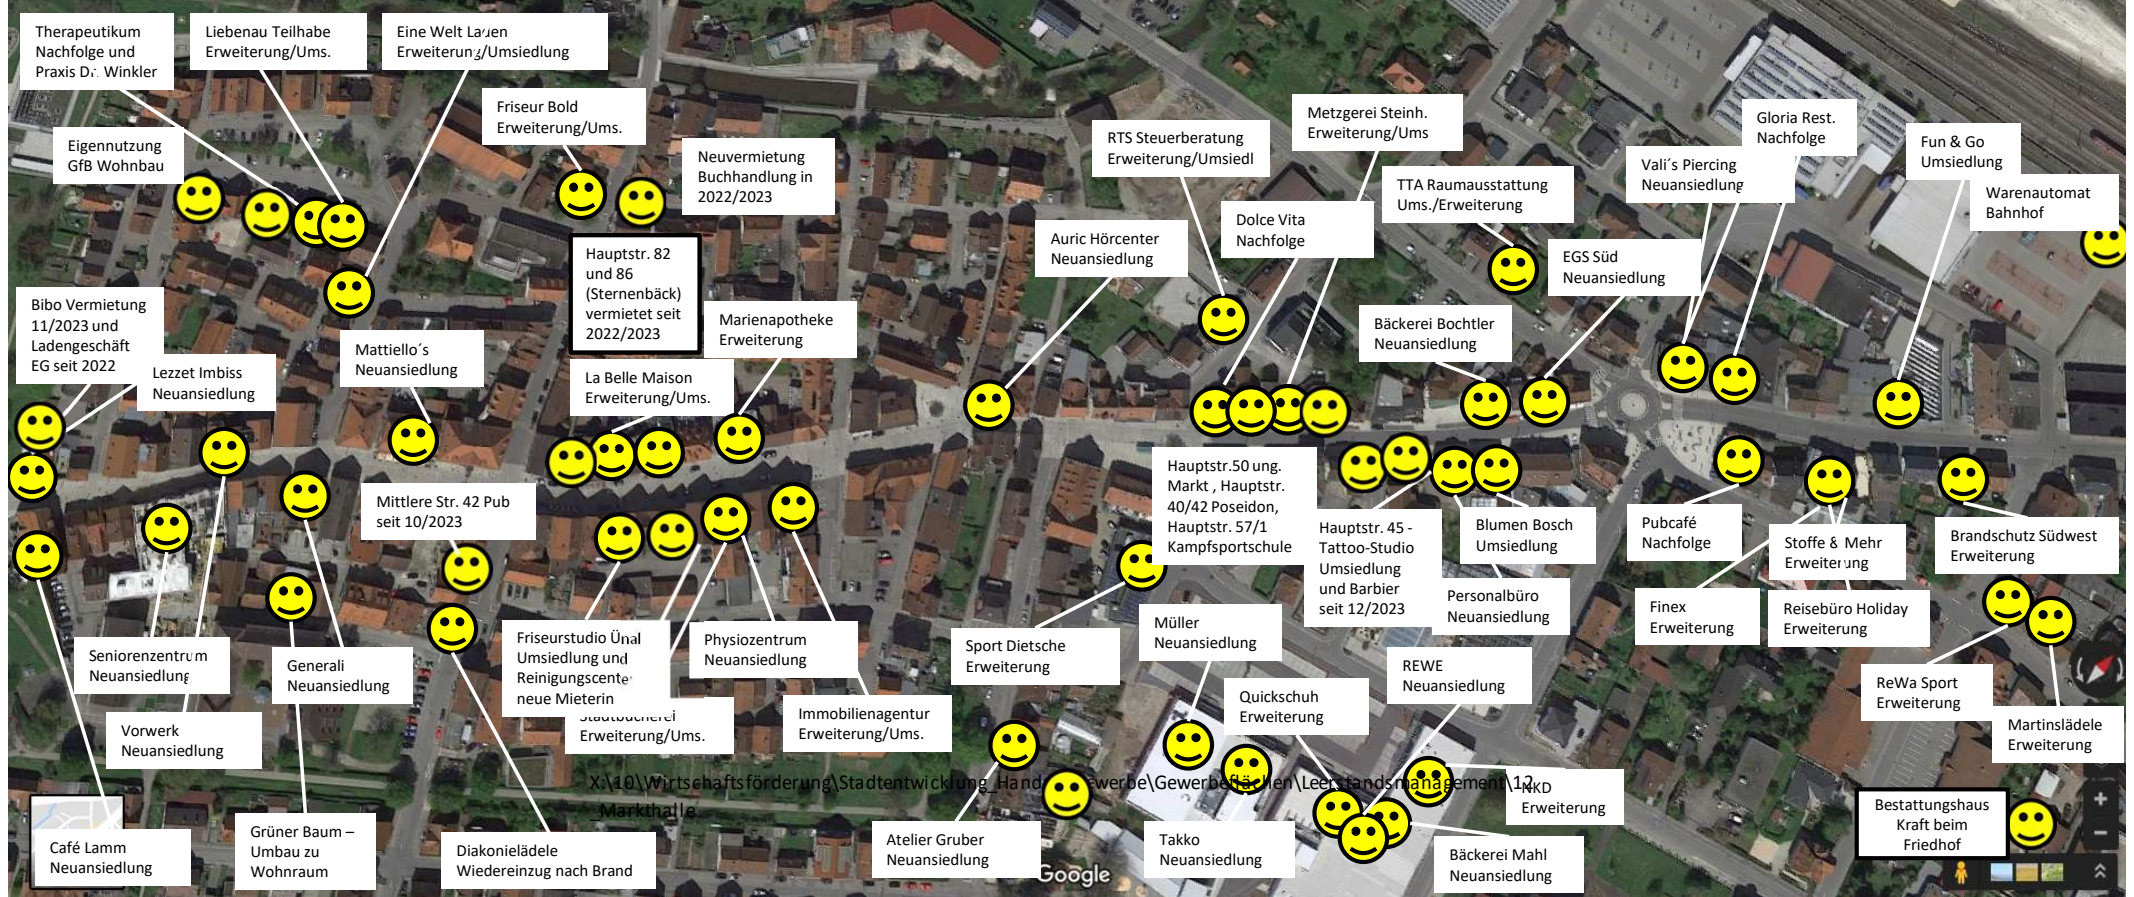 Therapeutikum
Nachfolge und
Praxis Dr. Winkler
Liebenau Teilhabe
Erweiterung/Ums.
Eine Welt Laden
Erweiterung/Umsiedlung
Friseur Bold
Erweiterung/Ums.
Eigennutzung
GfB Wohnbau
Neuvermietung
Buchhandlung in
2022/2023
RTS Steuerberatung
Erweiterung/Umsiedl
Metzgerei Steinh.
Erweiterung/Ums
TTA Raumausstattung
Ums./Erweiterung
Vali´s Piercing
Neuansiedlung
Gloria Rest.
Nachfolge
Fun & Go
Umsiedlung
Warenautomat
Bahnhof
Hauptstr. 82
und 86
(Sternenbäck)
vermietet seit
2022/2023
Auric Hörcenter
Neuansiedlung
Dolce Vita
Nachfolge
EGS Süd
Neuansiedlung
Bibo Vermietung
11/2023 und
Ladengeschäft
EG seit 2022
Lezzet Imbiss
Neuansiedlung
Mattiello´s
Neuansiedlung
Marienapotheke
Erweiterung
La Belle Maison
Erweiterung/Ums.
Bäckerei Bochtler
Neuansiedlung
Mittlere Str. 42 Pub
seit 10/2023
Hauptstr.50 ung.
Markt , Hauptstr.
40/42 Poseidon,
Hauptstr. 57/1
Kampfsportschule
Hauptstr. 45 -
Tattoo-Studio
Umsiedlung
und Barbier
seit 12/2023
Blumen Bosch
Umsiedlung
Personalbüro
Neuansiedlung
Pubcafé
Nachfolge
Stoffe & Mehr
Erweiterung
Brandschutz Südwest
Erweiterung
Finex
Erweiterung
Reisebüro Holiday
Erweiterung
Seniorenzentrum
Neuansiedlung
Generali
Neuansiedlung
Vorwerk
Neuansiedlung
Friseurstudio Ünal
Umsiedlung und
Reinigungscenter
neue Mieterin
Stadtbücherei
Erweiterung/Ums.
Physiozentrum
Neuansiedlung
Immobilienagentur
Erweiterung/Ums.
Sport Dietsche
Erweiterung
Müller
Neuansiedlung
Quickschuh
Erweiterung
REWE
Neuansiedlung
ReWa Sport
Erweiterung
Martinslädele
Erweiterung
X:\10\Wirtschaftsförderung\Stadtentwicklung_Handel_Gewerbe\Gewerbeflächen\Leerstandsmanagement\12
_Markthalle
NKD
Erweiterung
Café Lamm
Neuansiedlung
Grüner Baum –
Umbau zu
Wohnraum
Diakonielädele
Wiedereinzug nach Brand
Atelier Gruber
Neuansiedlung
Takko
Neuansiedlung
Bäckerei Mahl
Neuansiedlung
Bestattungshaus
Kraft beim
Friedhof
Google